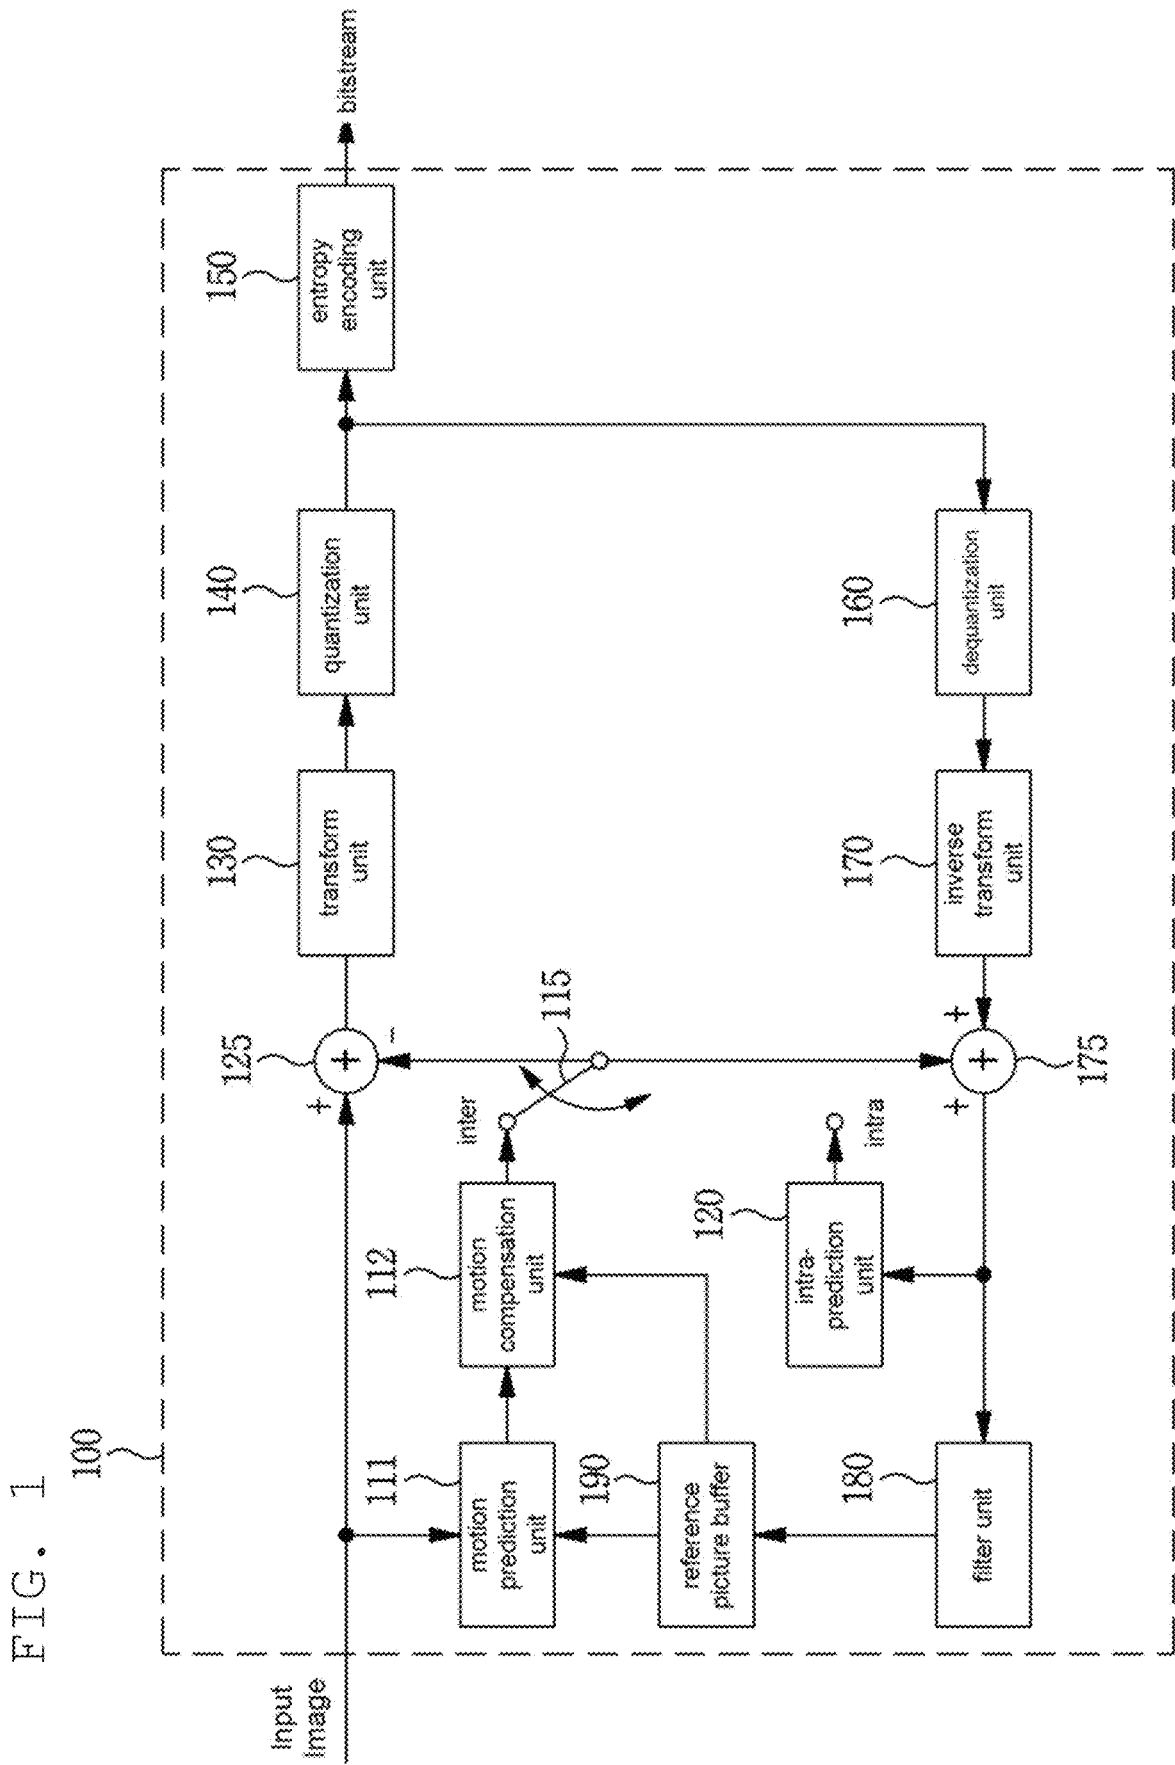 FIG. 1
100
Input
image
bitstream
125
+
+
-
130
transform
unit
140
quantization
unit
150
entropy
encoding
unit
111
motion
prediction
unit
112
motion
compensation
unit
inter
115
190
reference
picture buffer
120
intra-
prediction
unit
intra
180
filter unit
+
+
+
175
170
inverse
transform
unit
160
dequantization
unit